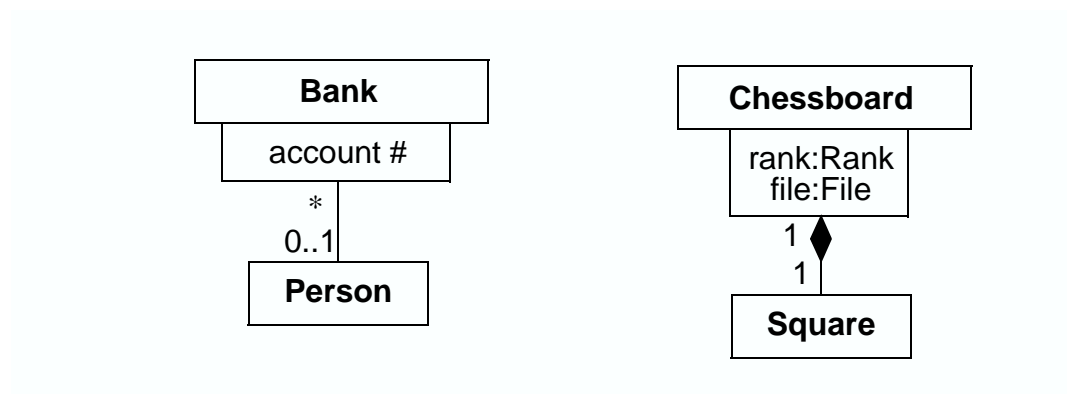 Bank
account #
*
0..1
Person
Chessboard
rank:Rank
file:File
1
1
Square